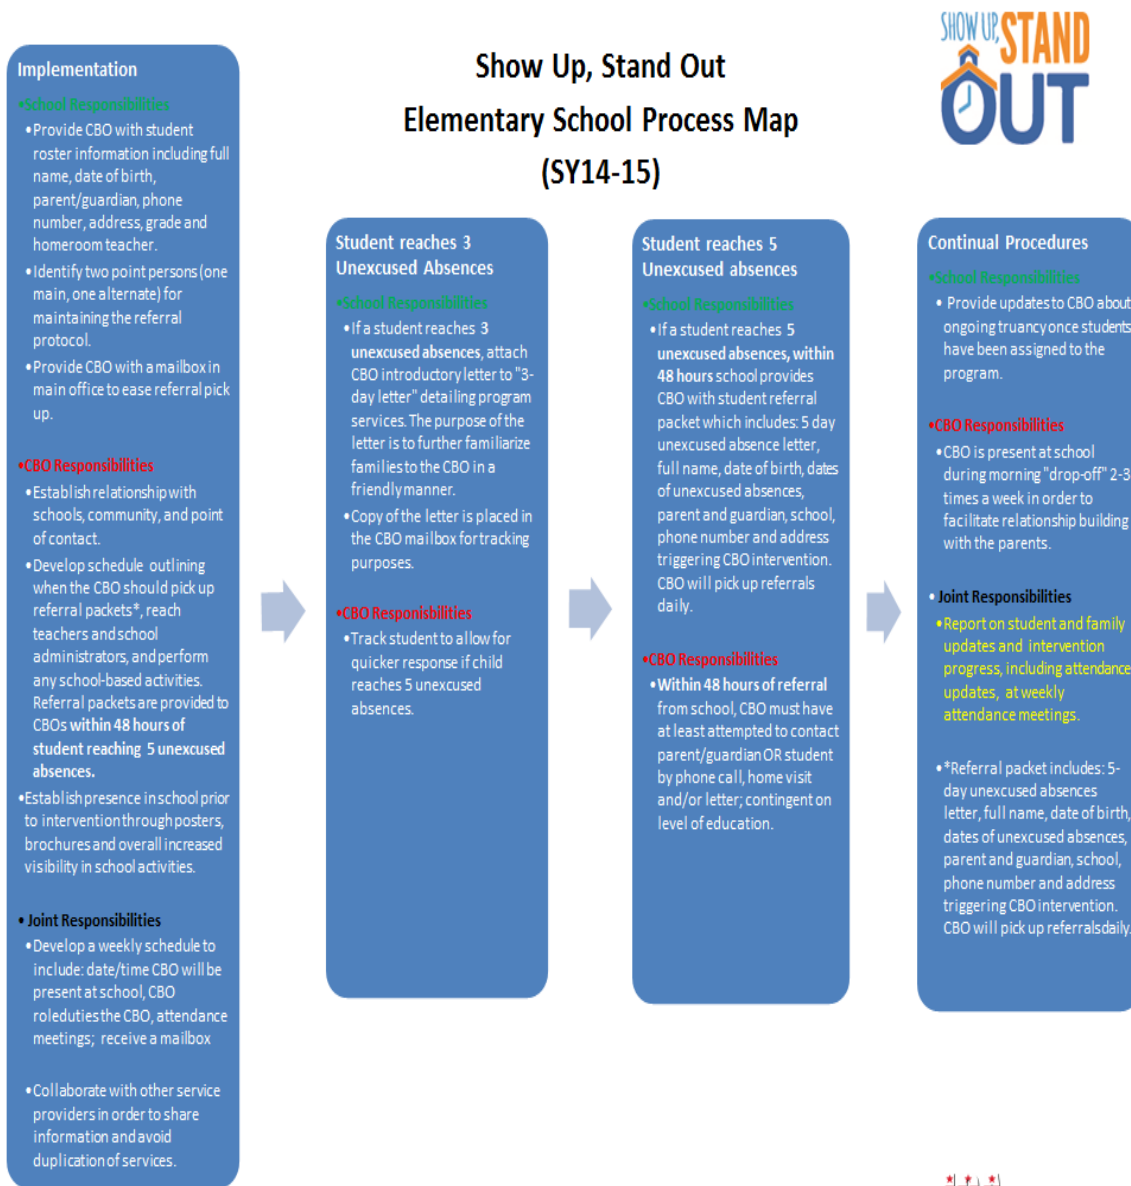 Show Up, Stand Out
Elementary School Process Map
(SY14-15)
SHOW UP, STAND
OUT
Implementation
•School Responsibilities
•Provide CBO with student
roster information including full
name, date of birth,
parent/guardian, phone
number, address, grade and
homeroom teacher.
•Identify two point persons (one
main, one alternate) for
maintaining the referral
protocol.
•Provide CBO with a mailbox in
main office to ease referral pick
up.
•CBO Responsibilities
•Establish relationship with
schools, community, and point
of contact.
•Develop schedule outlining
when the CBO should pick up
referral packets*, reach
teachers and school
administrators, and perform
any school-based activities.
Referral packets are provided to
CBOs within 48 hours of
student reaching 5 unexcused
absences.
•Establish presence in school prior
to intervention through posters,
brochures and overall increased
visibility in school activities.
• Joint Responsibilities
•Develop a weekly schedule to
include: date/time CBO will be
present at school, CBO
roleduties the CBO, attendance
meetings; receive a mailbox
•Collaborate with other service
providers in order to share
information and avoid
duplication of services.
Student reaches 3
Unexcused Absences
•School Responsibilities
•If a student reaches 3
unexcused absences, attach
CBO introductory letter to "3-
day letter" detailing program
services. The purpose of the
letter is to further familiarize
families to the CBO in a
friendly manner.
•Copy of the letter is placed in
the CBO mailbox for tracking
purposes.
•CBO Responisbilities
•Track student to allow for
quicker response if child
reaches 5 unexcused
absences.
Student reaches 5
Unexcused absences
•School Responsibilities
•If a student reaches 5
unexcused absences, within
48 hours school provides
CBO with student referral
packet which includes: 5 day
unexcused absence letter,
full name, date of birth, dates
of unexcused absences,
parent and guardian, school,
phone number and address
triggering CBO intervention.
CBO will pick up referrals
daily.
•CBO Responsibilities
•Within 48 hours of referral
from school, CBO must have
at least attempted to contact
parent/guardian OR student
by phone call, home visit
and/or letter; contingent on
level of education.
Continual Procedures
•School Responsibilities
• Provide updates to CBO about
ongoing truancy once students
have been assigned to the
program.
•CBO Responsibilities
•CBO is present at school
during morning "drop-off" 2-3
times a week in order to
facilitate relationship building
with the parents.
• Joint Responsibilities
•Report on student and family
updates and intervention
progress, including attendance
updates, at weekly
attendance meetings.
•*Referral packet includes: 5-
day unexcused absences
letter, full name, date of birth,
dates of unexcused absences,
parent and guardian, school,
phone number and address
triggering CBO intervention.
CBO will pick up referralsdaily.